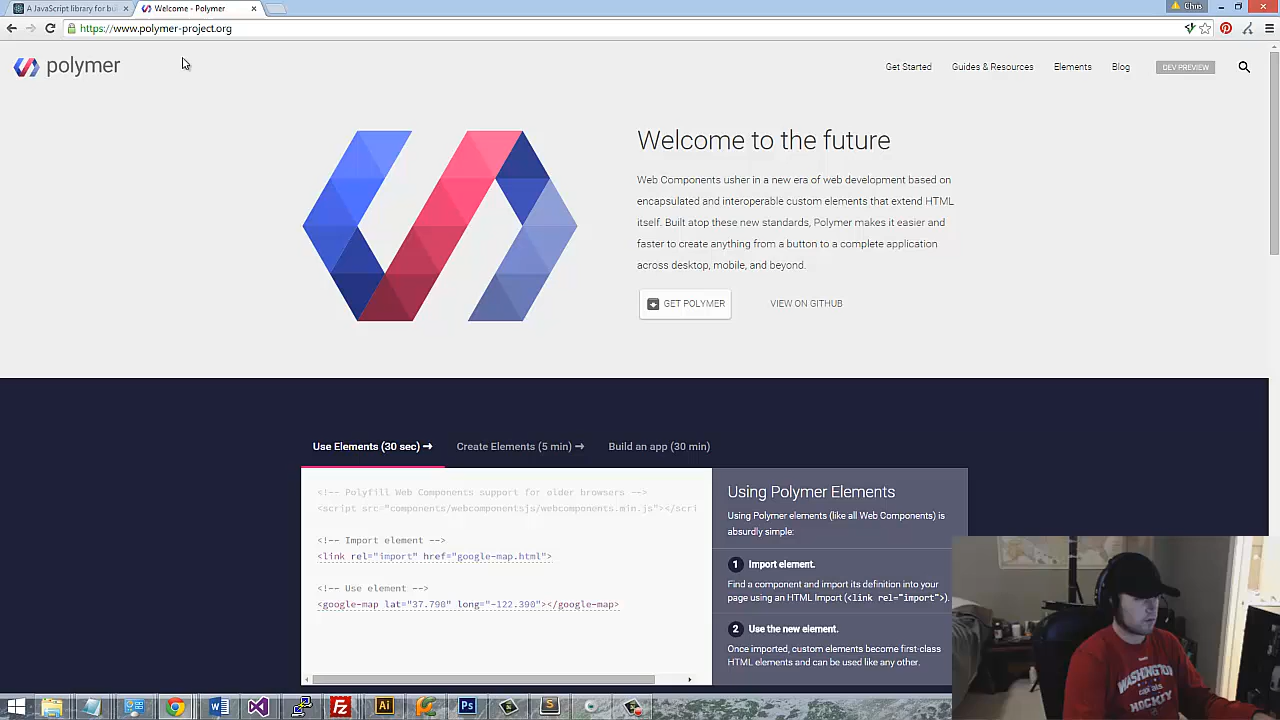 A JavaScript library for bu
Welcome - Polymer
Chris
https://www.polymer-project.org
polymer
Get Started
Guides & Resources
Elements
Blog
DEV PREVIEW
Welcome to the future
Web Components usher in a new era of web development based on
encapsulated and interoperable custom elements that extend HTML
itself. Built atop these new standards, Polymer makes it easier and
faster to create anything from a button to a complete application
across desktop, mobile, and beyond.
GET POLYMER
VIEW ON GITHUB
Use Elements (30 sec) →
Create Elements (5 min) →
Build an app (30 min)
<!-- Polyfill Web Components support for older browsers -->
<script src="components/webcomponentsjs/webcomponents.min.js"></scri
<!-- Import element -->
<link rel="import" href="google-map.html">
<!-- Use element -->
<google-map lat="37.790" long="-122.390"></google-map>
Using Polymer Elements
Using Polymer elements (like all Web Components) is
absurdly simple:
1 Import element.
Find a component and import its definition into your
page using an HTML Import (<link rel="import">).
2 Use the new element.
Once imported, custom elements become first-class
HTML elements and can be used like any other.
WASHINGTON
capitals
HOCKEY
Fz
Ai
Ps